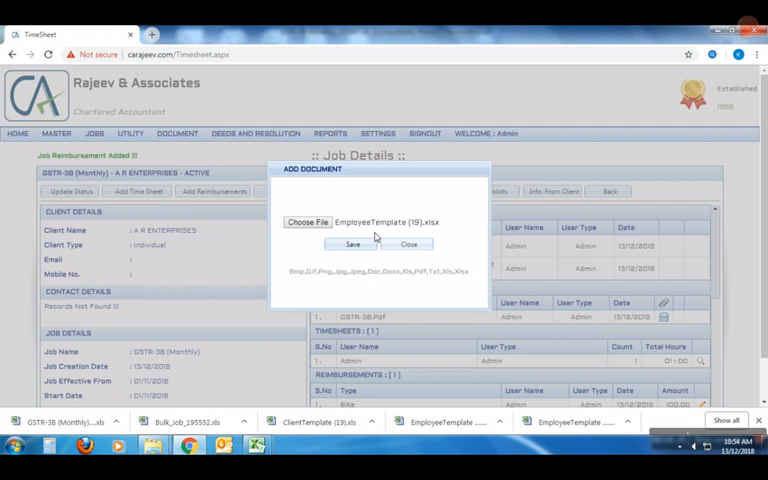 TimeSheet
Not secure carajeev.com/Timesheet.aspx
Rajeev & Associates
Chartered Accountant
Established
HOME MASTER JOBS UTILITY DOCUMENT DEEDS AND RESOLUTION REPORTS SETTINGS SIGNOUT WELCOME : Admin
Job Reimbursement Added !!! :: Job Details ::
GSTR-3B (Monthly) - A R ENTERPRISES - ACTIVE
ADD DOCUMENT
Update Status Add Time Sheet Add Reimbursements Info. From Client Back
CLIENT DETAILS
Client Name : A R ENTERPRISES
Client Type : Individual
Email :
Mobile No. :
CONTACT DETAILS
Records Not Found !!!
JOB DETAILS
Job Name : GSTR-3B (Monthly)
Job Creation Date : 13/12/2018
Job Effective From : 01/11/2018
Start Date : 01/11/2018
Choose File EmployeeTemplate (19).xlsx
Save Close
Bmp,Gif,Png,Jpg,Jpeg,Doc,Docx,Xls,Pdf,Txt,Xls,Xlsx
User Name User Type Date
Admin Admin 13/12/2018
Admin Admin 13/12/2018
User Name User Type Date
1. GSTR-3B.Pdf Admin Admin 13/12/2018
TIMESHEETS : [ 1 ]
S.No User Name User Type Count Total Hours
1. Admin Admin 1 01 : 00
REIMBURSEMENTS : [ 1 ]
S.No Type User Name User Type Date Amount
1. Bike Admin Admin 13/12/2018 100.00
GSTR-3B (Monthly)....xls Bulk_Job_195552.xls ClientTemplate (19).xls EmployeeTemplate ..... EmployeeTemplate ..... Show all
10:54 AM
13/12/2018